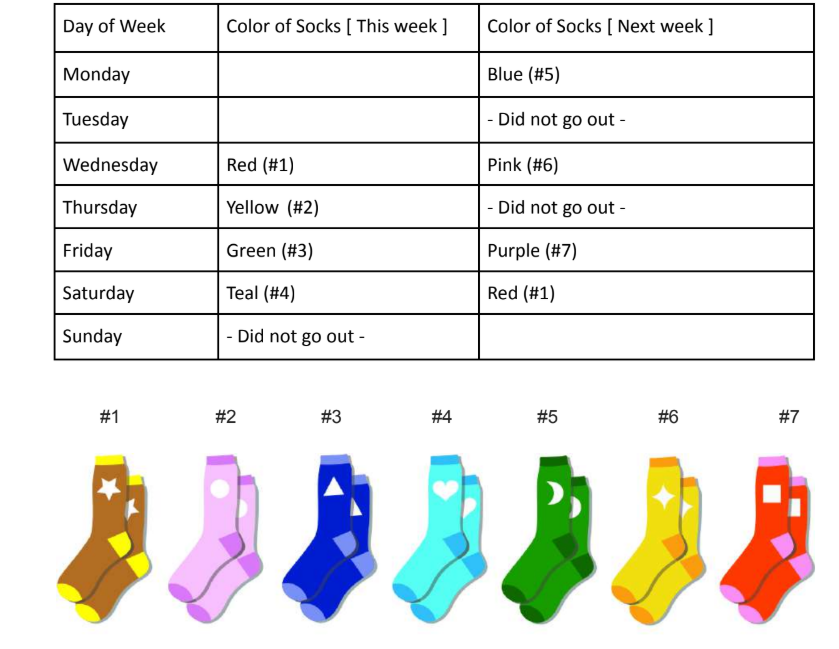 Day of Week Color of Socks [ This week ] Color of Socks [ Next week ]
Monday Blue (#5)
Tuesday - Did not go out -
Wednesday Red (#1) Pink (#6)
Thursday Yellow (#2) - Did not go out -
Friday Green (#3) Purple (#7)
Saturday Teal (#4) Red (#1)
Sunday - Did not go out -
#1 #2 #3 #4 #5 #6 #7